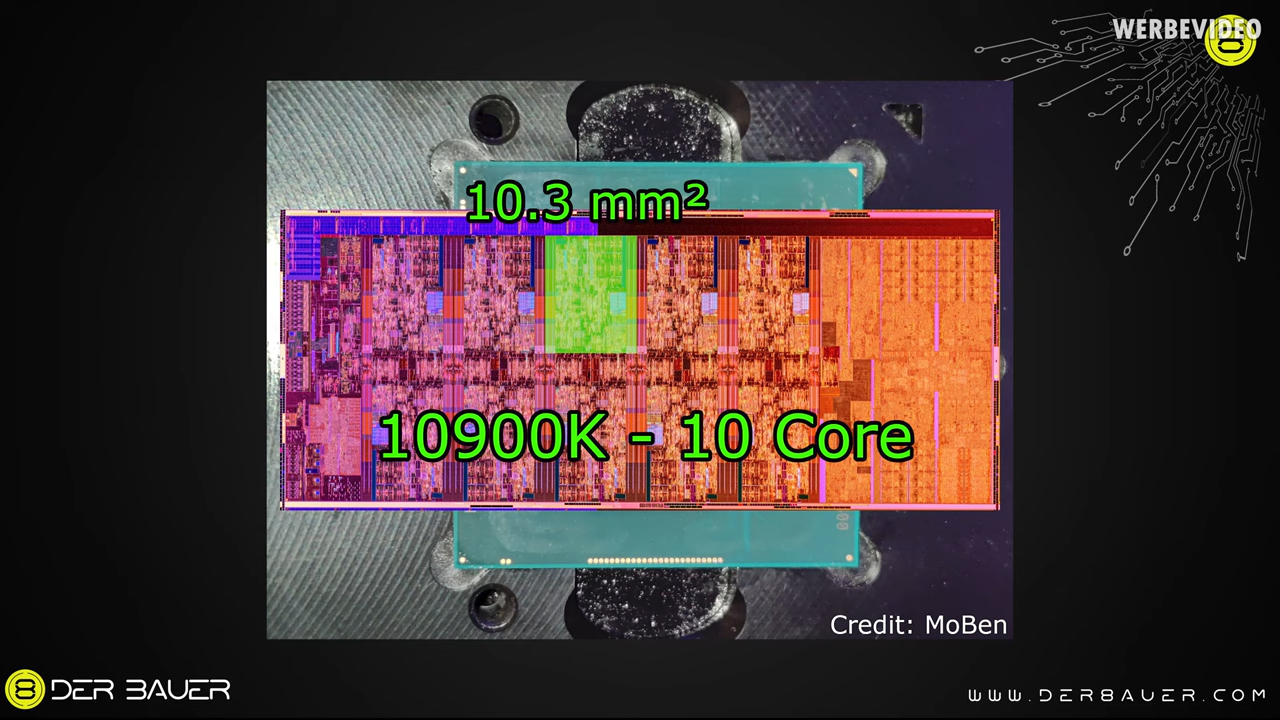 WERBEVIDEO
10.3 mm²
10900K - 10 Core
Credit: MoBen
DER BAUER
WWW.DER8AUER.COM